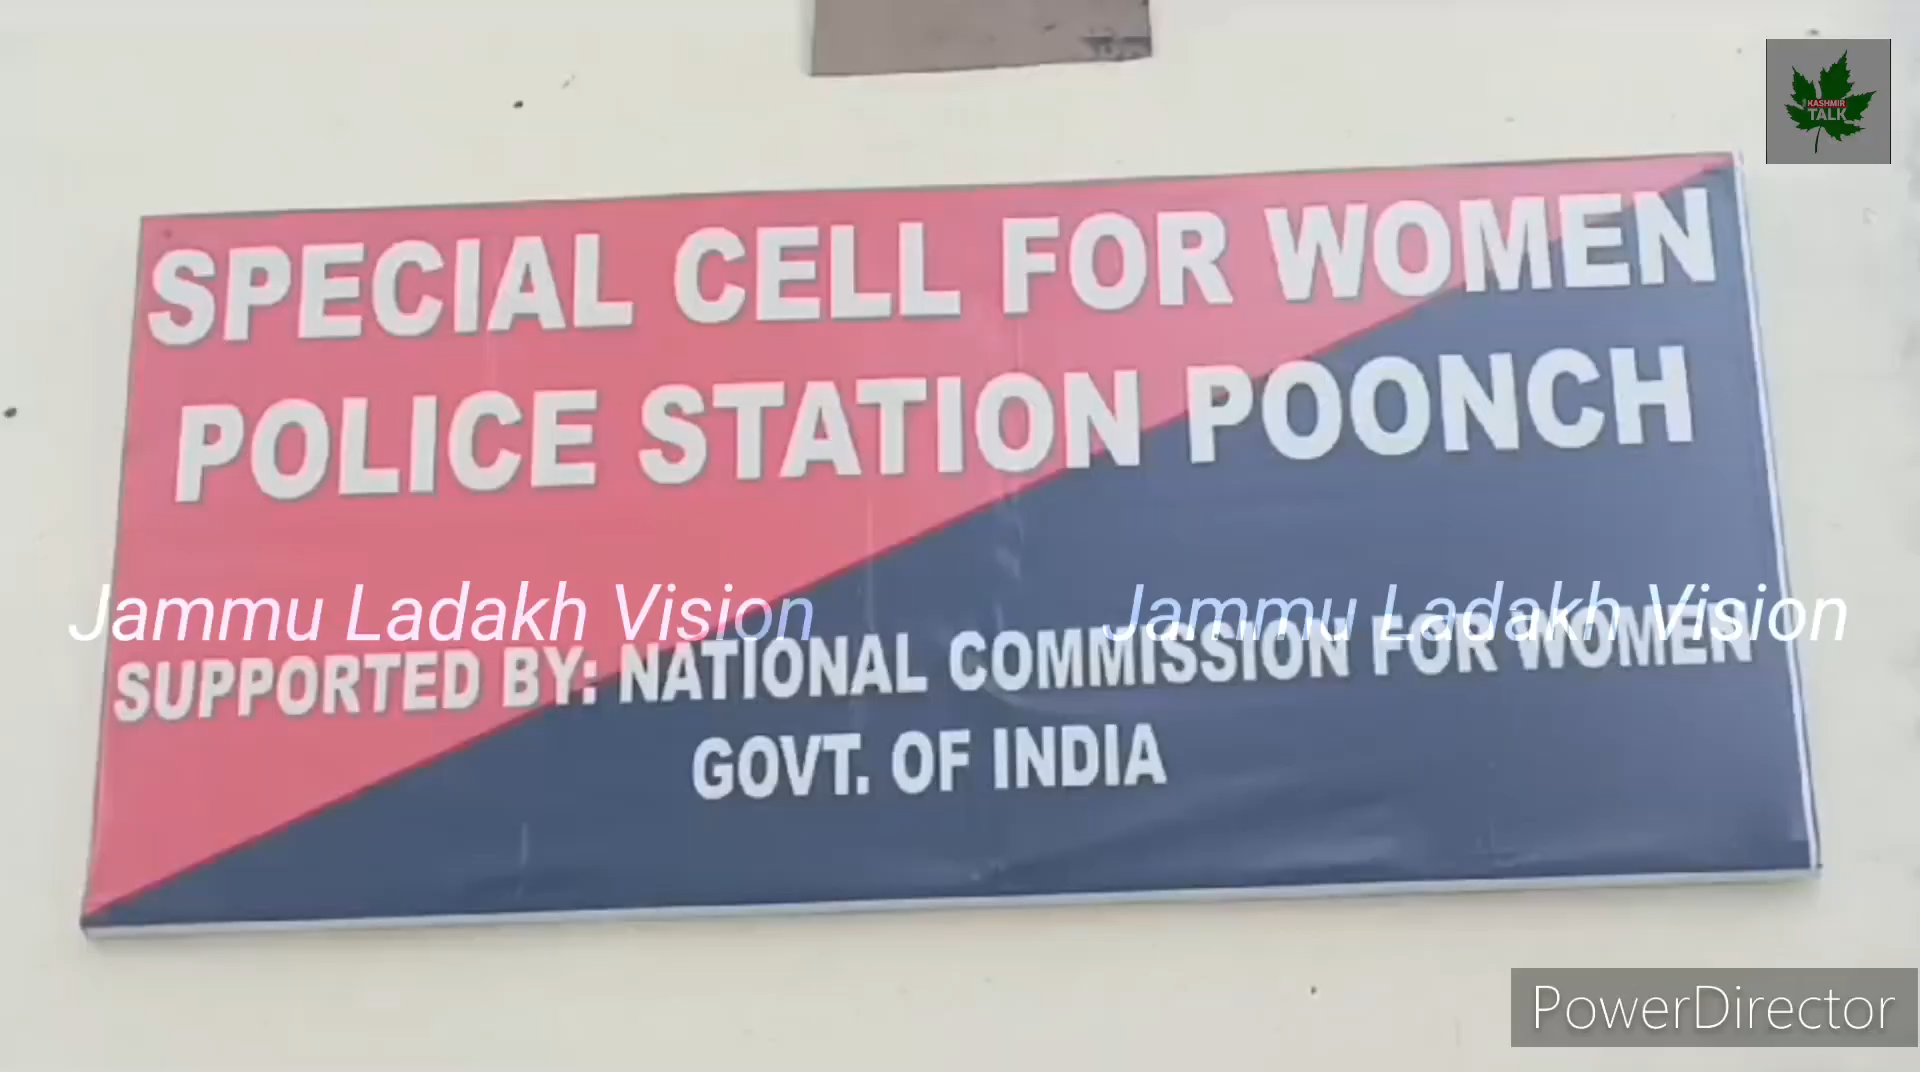 KASHMIR
TALK
SPECIAL CELL FOR WOMEN
POLICE STATION POONCH
Jammu Ladakh Vision Jammu Ladakh Vision
SUPPORTED BY: NATIONAL COMMISSION FOR WOMEN
GOVT. OF INDIA
PowerDirector